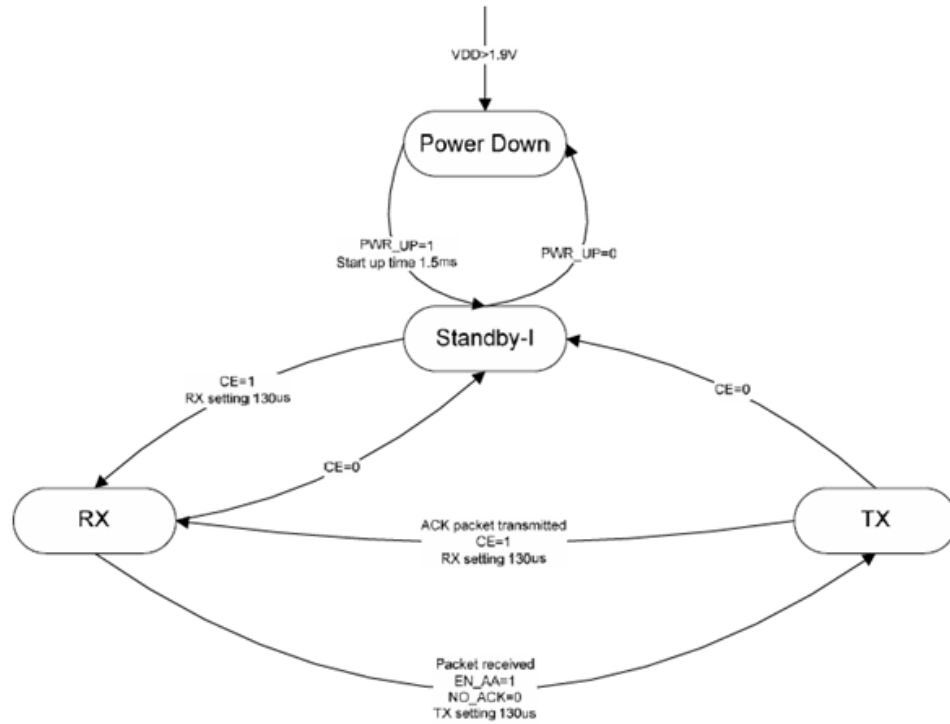 VDD>1.9V
Power Down
PWR_UP=1
Start up time 1.5ms
PWR_UP=0
Standby-I
CE=1
RX setting 130us
CE=0
CE=0
RX
ACK packet transmitted
CE=1
RX setting 130us
TX
Packet received
EN_AA=1
NO_ACK=0
TX setting 130us